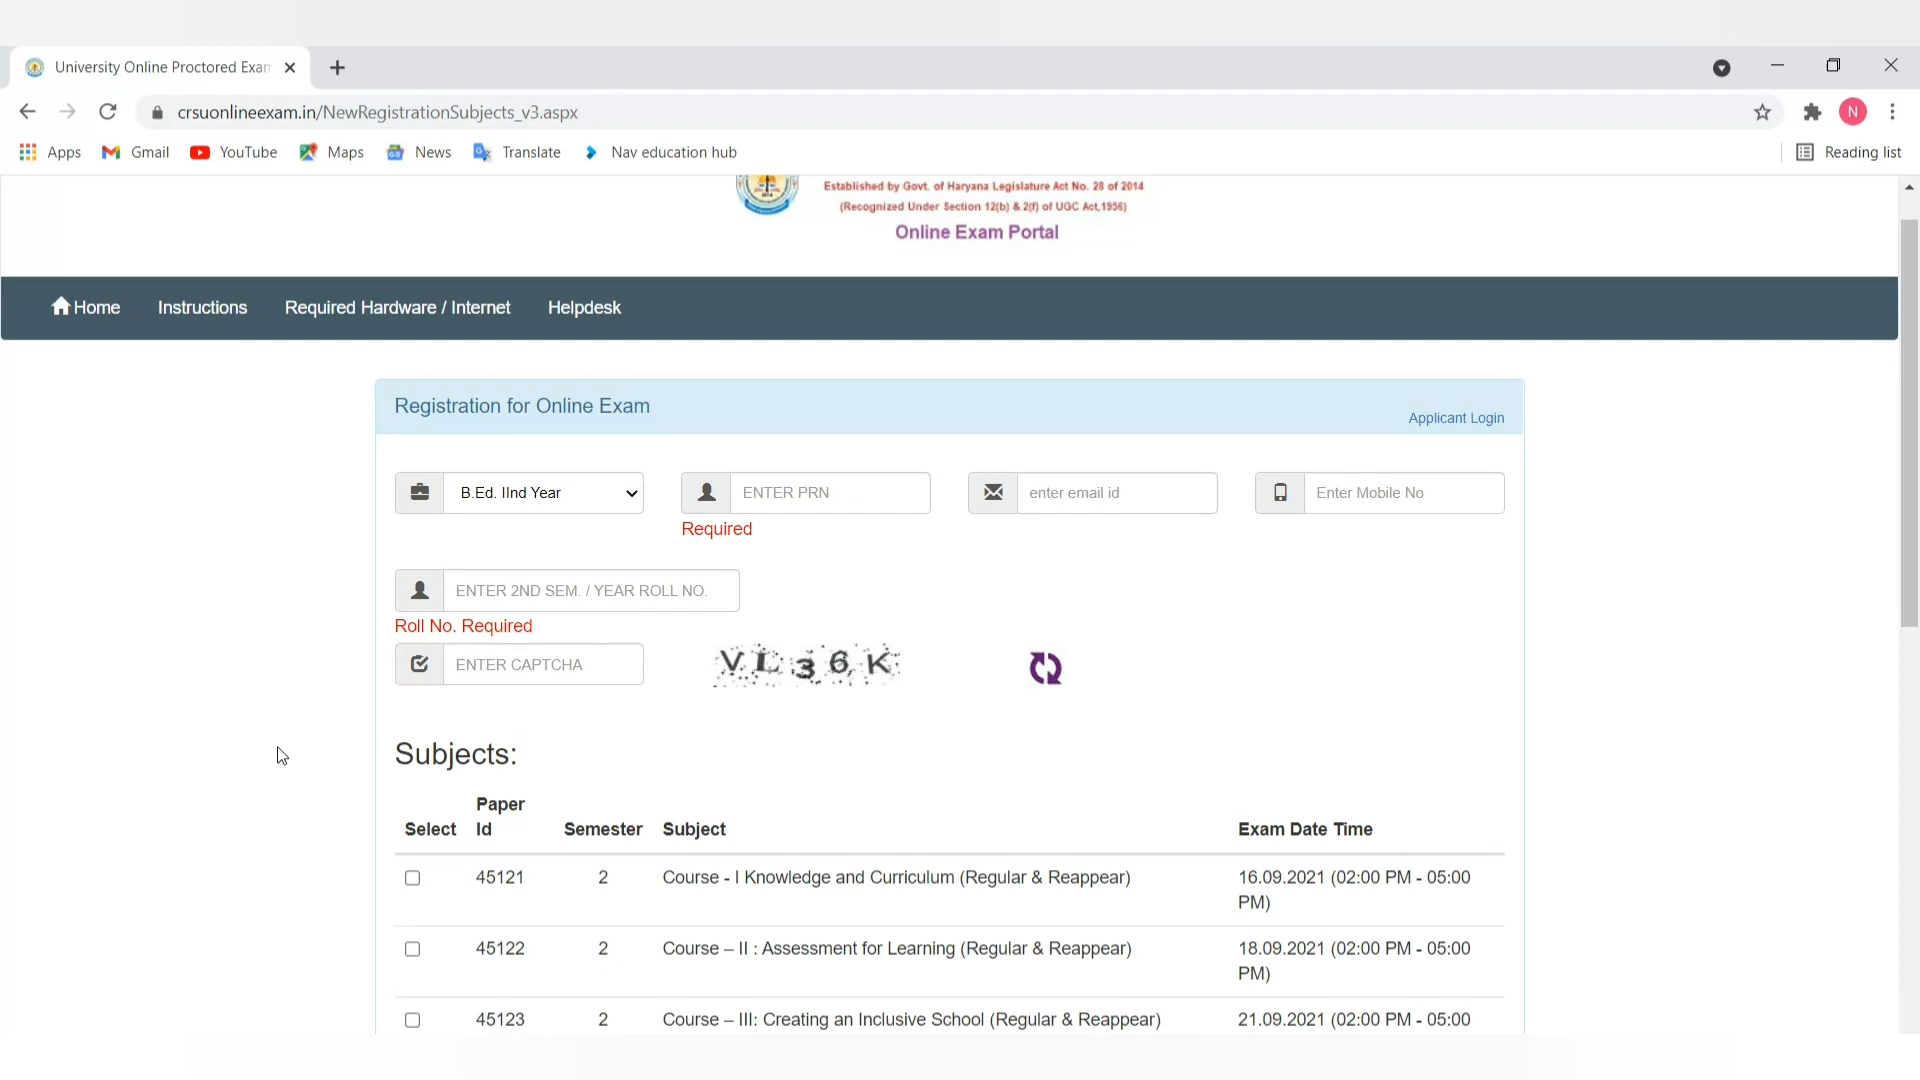 University Online Proctored Exam
crsuonlineexam.in/NewRegistrationSubjects_v3.aspx
N
Apps Gmail YouTube Maps News Translate Nav education hub Reading list
Established by Govt. of Haryana Legislature Act No. 28 of 2014
(Recognized Under Section 12(b) & 2(f) of UGC Act,1956)
Online Exam Portal
Home Instructions Required Hardware / Internet Helpdesk
Registration for Online Exam
Applicant Login
B.Ed. IInd Year ENTER PRN enter email id Enter Mobile No
Required
ENTER 2ND SEM. / YEAR ROLL NO.
Roll No. Required
ENTER CAPTCHA VL36K
Subjects:
Select Paper Id Semester Subject Exam Date Time
45121 2 Course - I Knowledge and Curriculum (Regular & Reappear) 16.09.2021 (02:00 PM - 05:00
PM)
45122 2 Course – II : Assessment for Learning (Regular & Reappear) 18.09.2021 (02:00 PM - 05:00
PM)
45123 2 Course – III: Creating an Inclusive School (Regular & Reappear) 21.09.2021 (02:00 PM - 05:00